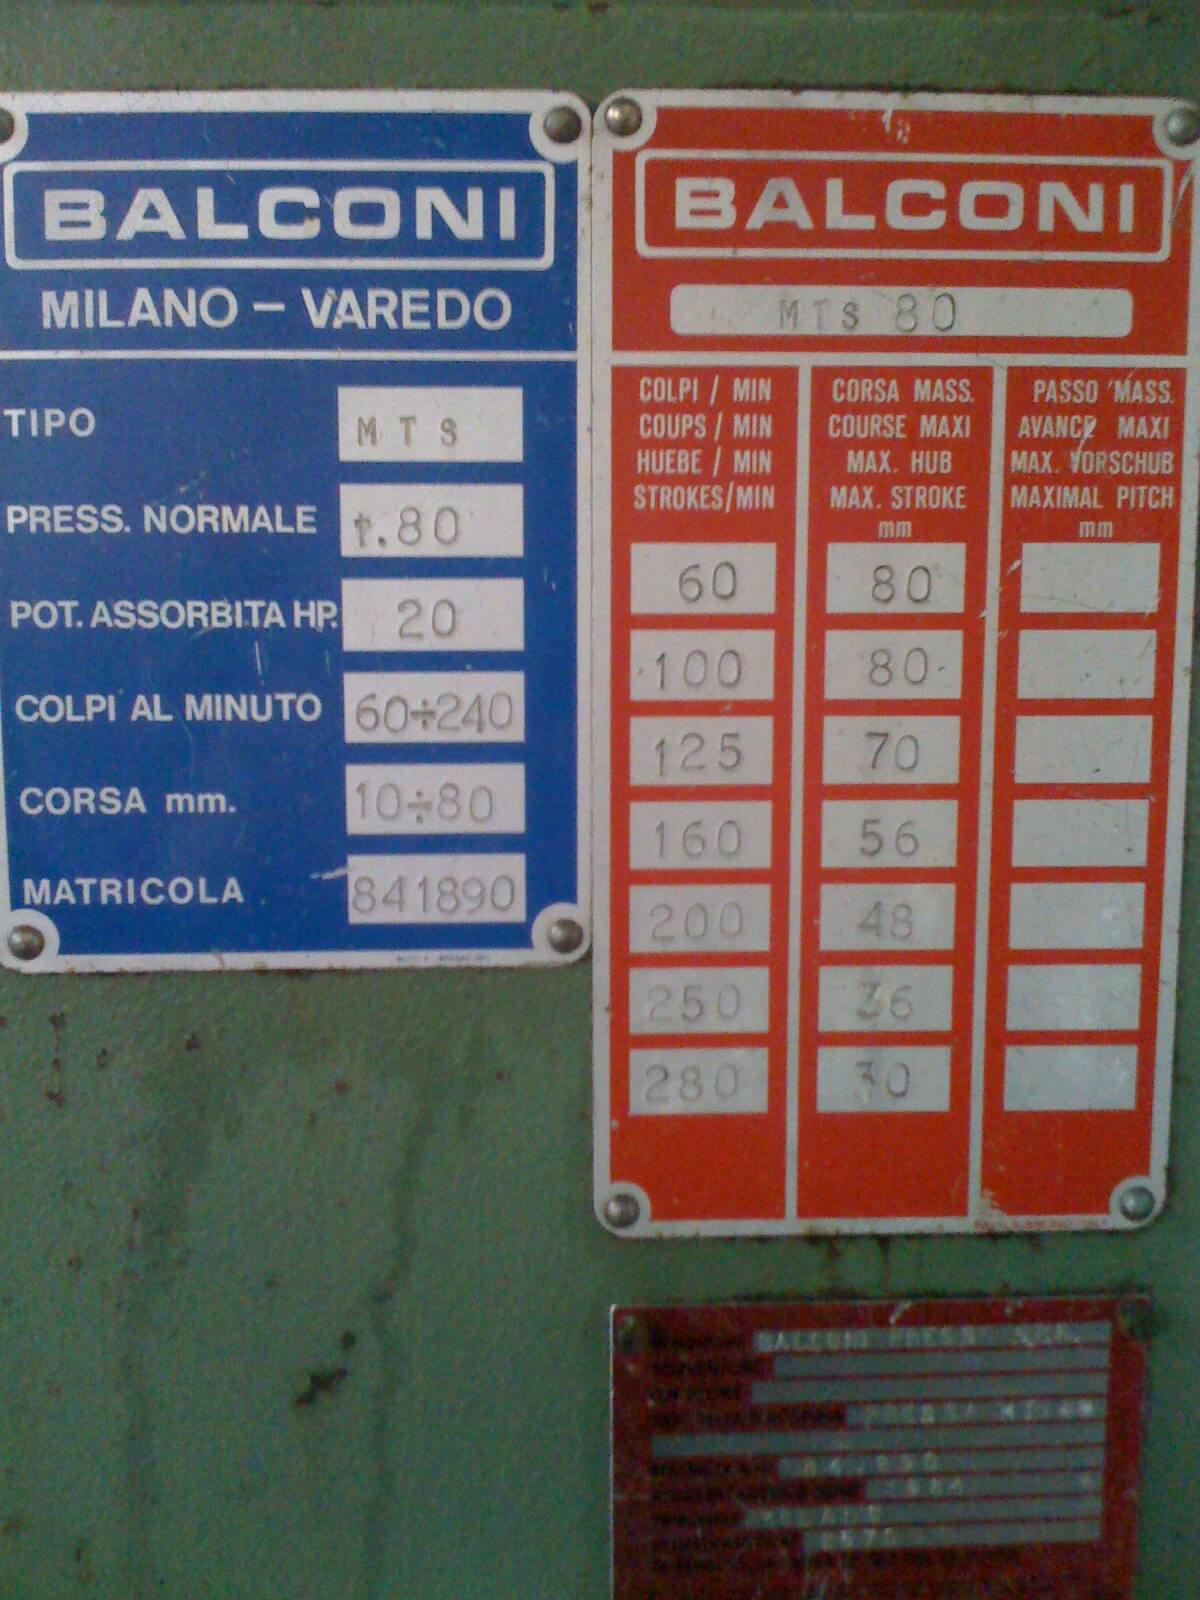 BALCONI
MILANO – VAREDO
TIPO MTS
PRESS. NORMALE t.80
POT. ASSORBITA HP. 20
COLPI AL MINUTO 60÷240
CORSA mm. 10÷80
MATRICOLA 841890
BALCONI
MTS 80
COLPI / MIN CORSA MASS. PASSO MASS.
COUPS / MIN COURSE MAXI AVANCE MAXI
HUEBE / MIN MAX. HUB MAX. VORSCHUB
STROKES/MIN MAX. STROKE MAXIMAL PITCH
mm mm
60 80
100 80
125 70
160 56
200 48
250 36
280 30
BALCONI PRESS